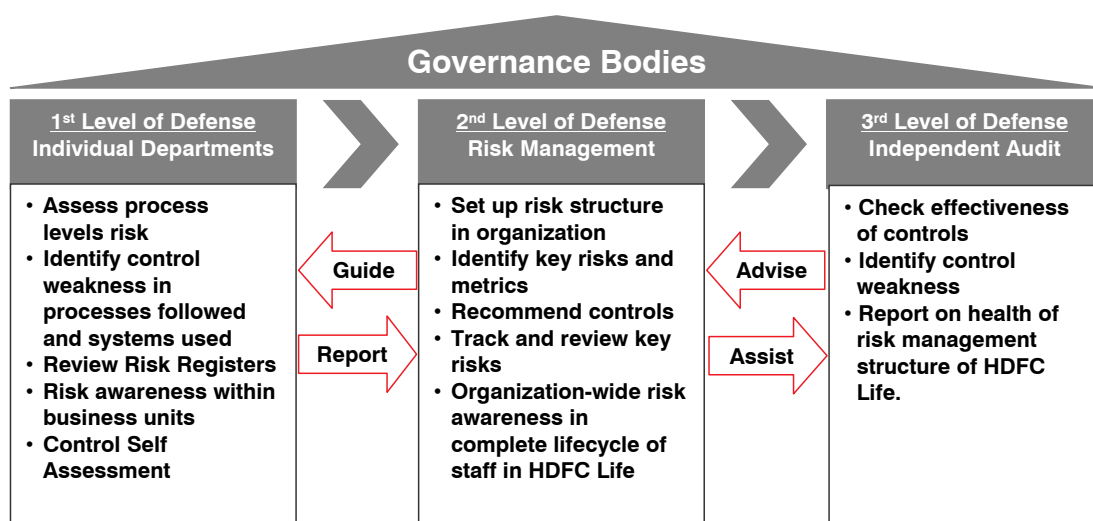 Governance Bodies
1st Level of Defense
Individual Departments
• Assess process
levels risk
• Identify control
weakness in
processes followed
and systems used
• Review Risk Registers
• Risk awareness within
business units
• Control Self
Assessment
Guide
Report
2nd Level of Defense
Risk Management
• Set up risk structure
in organization
• Identify key risks and
metrics
• Recommend controls
• Track and review key
risks
• Organization-wide risk
awareness in
complete lifecycle of
staff in HDFC Life
Advise
Assist
3rd Level of Defense
Independent Audit
• Check effectiveness
of controls
• Identify control
weakness
• Report on health of
risk management
structure of HDFC
Life.